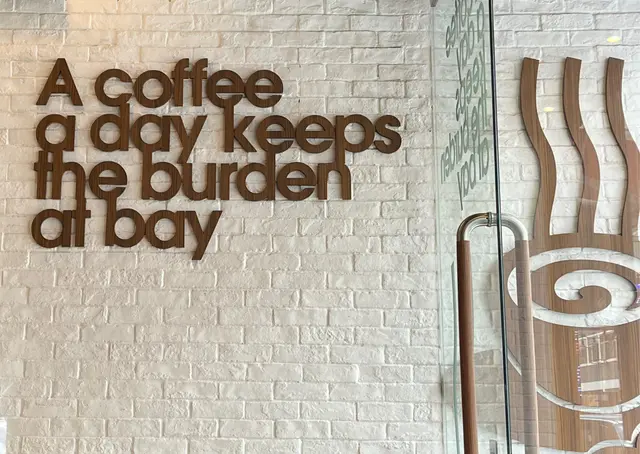 A coffee
a day keeps
the burden
at bay